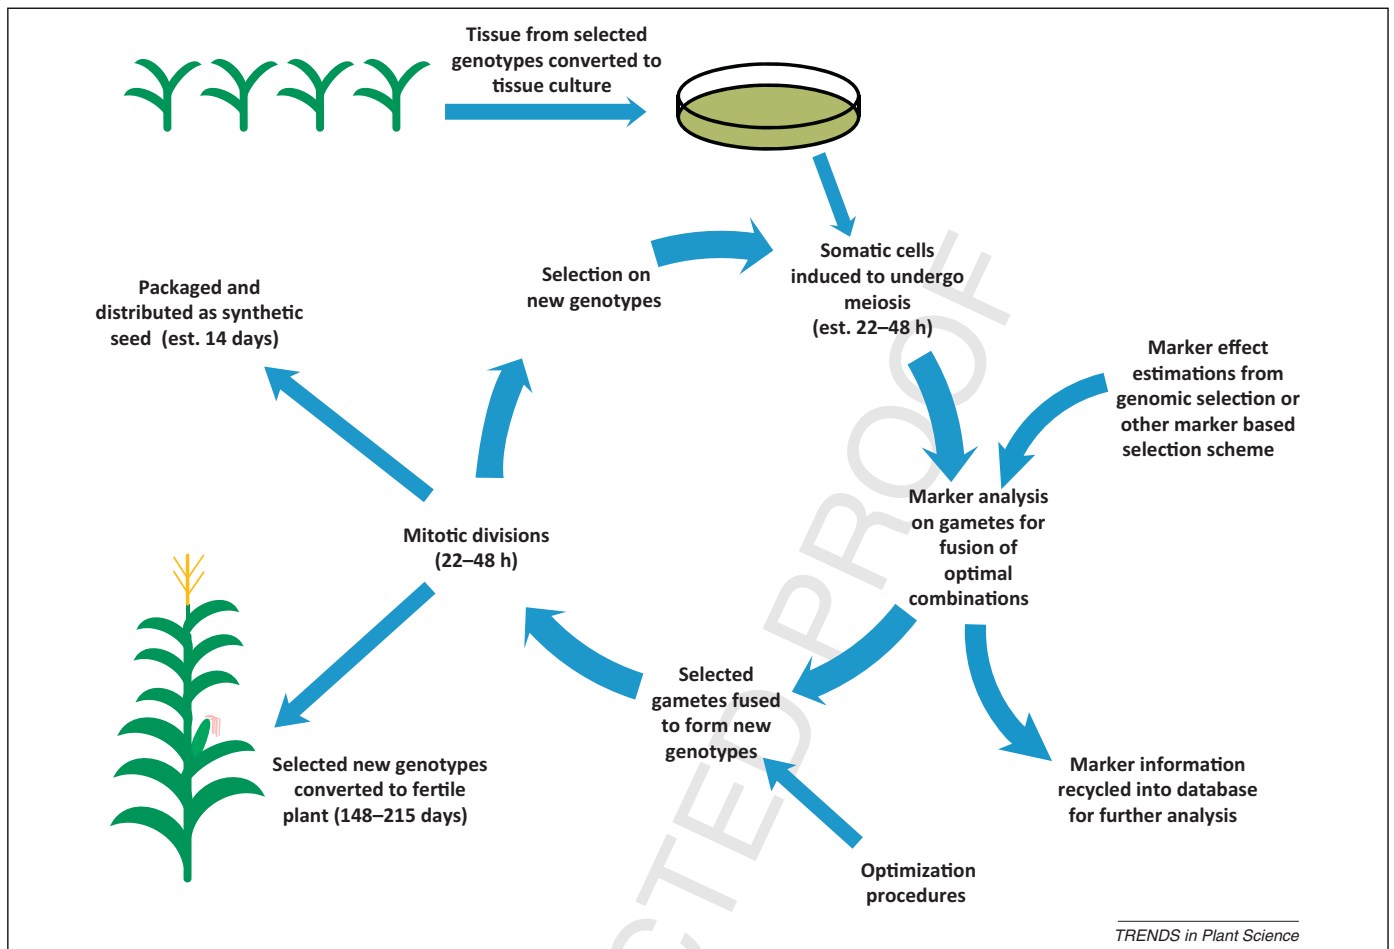 Tissue from selected
genotypes converted to
tissue culture
Somatic cells
induced to undergo
meiosis
(est. 22–48 h)
Selection on
new genotypes
Packaged and
distributed as synthetic
seed (est. 14 days)
Marker effect
estimations from
genomic selection or
other marker based
selection scheme
Marker analysis
on gametes for
fusion of
optimal
combinations
Mitotic divisions
(22–48 h)
Selected
gametes fused
to form new
genotypes
Selected new genotypes
converted to fertile
plant (148–215 days)
Marker information
recycled into database
for further analysis
Optimization
procedures
TRENDS in Plant Science
CTED PROOF